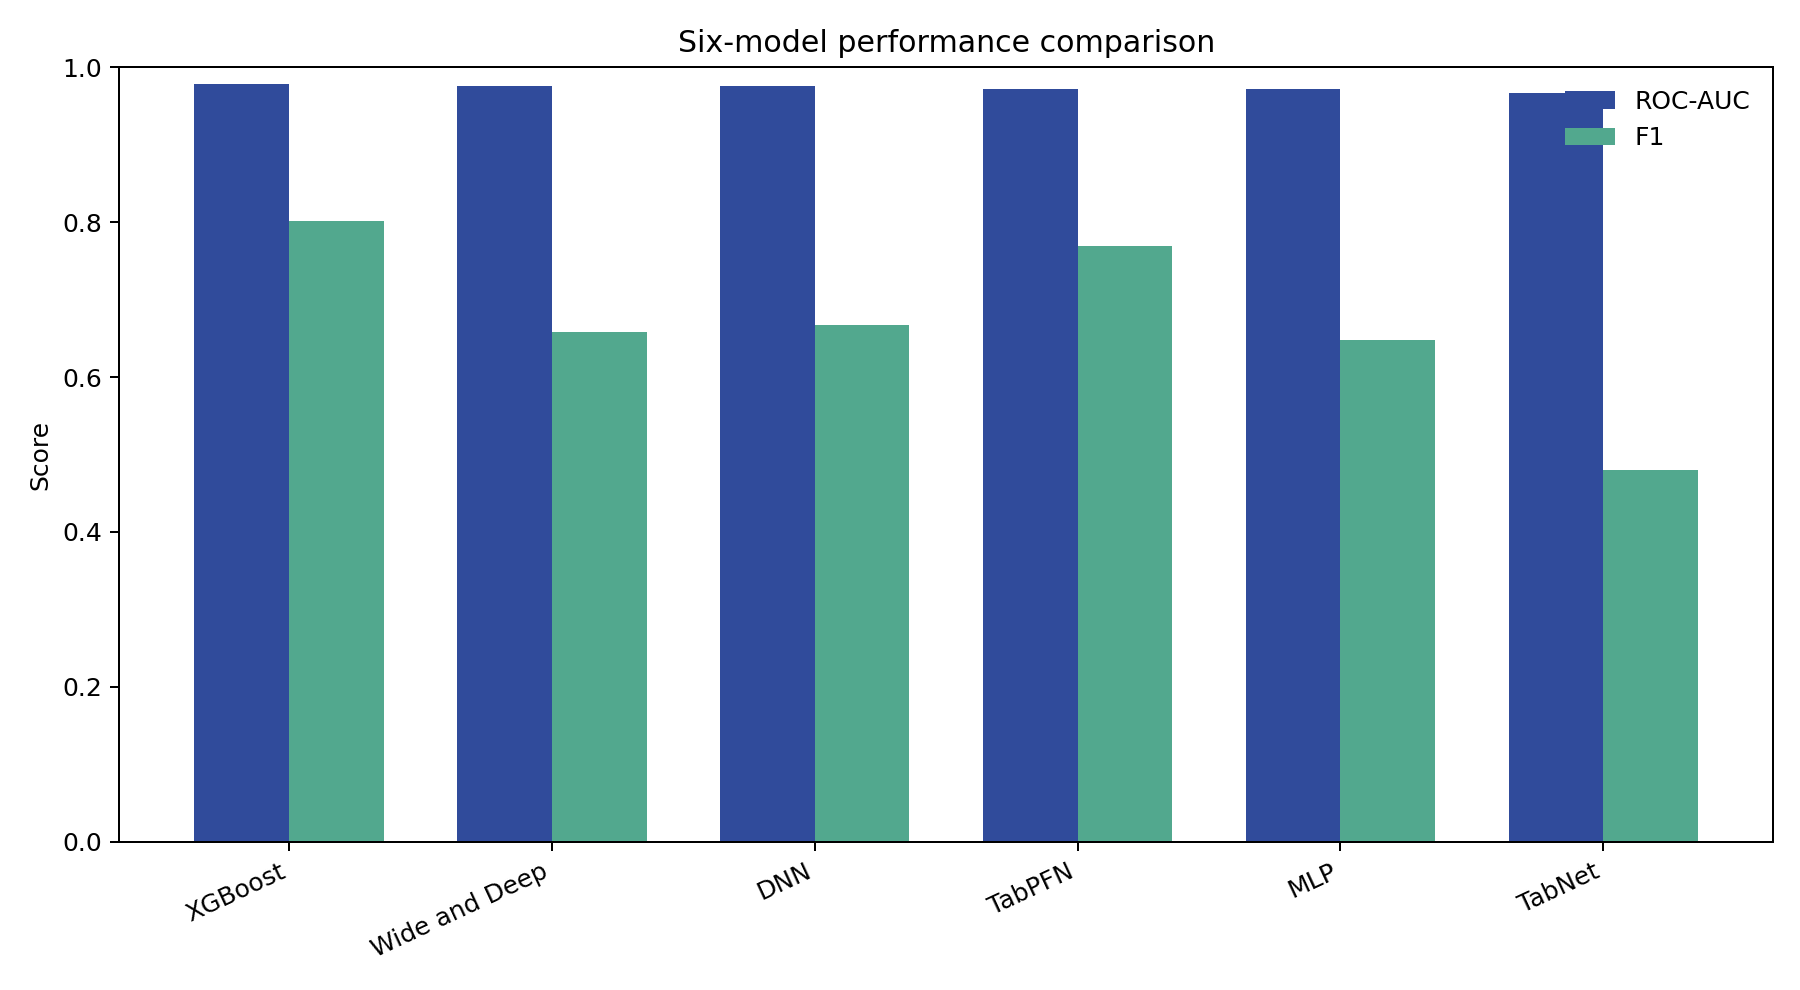 Six-model performance comparison
1.0
0.8
0.6
0.4
0.2
0.0
Score
ROC-AUC
F1
XGBoost
Wide and Deep
DNN
TabPFN
MLP
TabNet